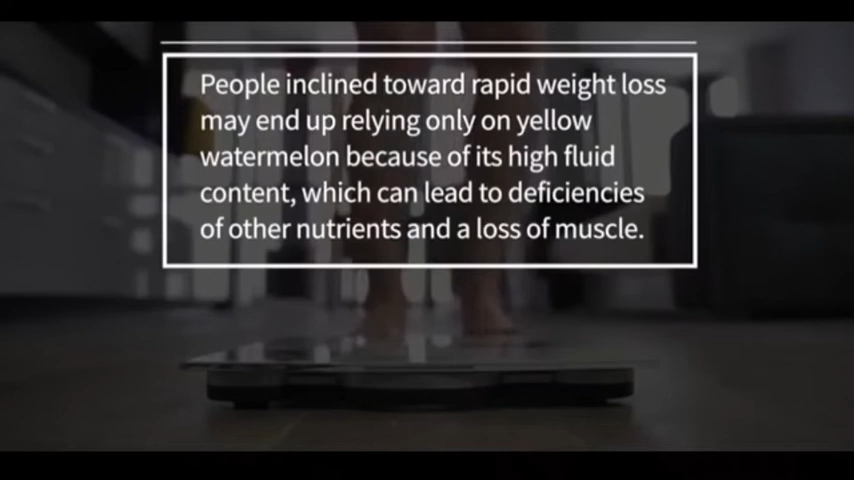 People inclined toward rapid weight loss
may end up relying only on yellow
watermelon because of its high fluid
content, which can lead to deficiencies
of other nutrients and a loss of muscle.